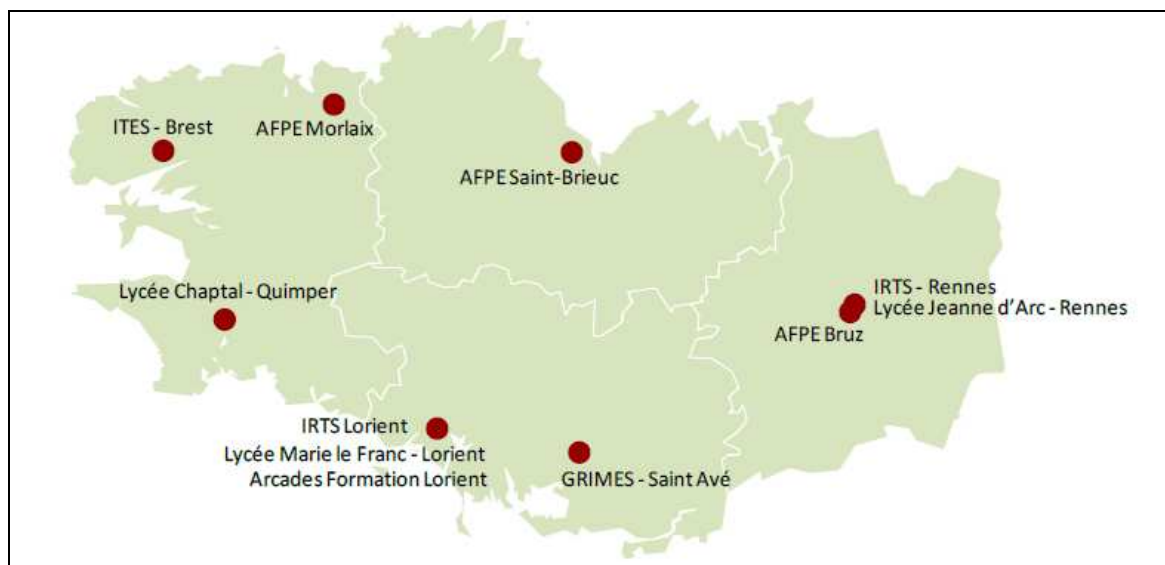 ITES - Brest
AFPE Morlaix
AFPE Saint-Brieuc
Lycée Chaptal - Quimper
IRTS - Rennes
Lycée Jeanne d'Arc - Rennes
AFPE Bruz
IRTS Lorient
Lycée Marie le Franc - Lorient
Arcades Formation Lorient
GRIMES - Saint Avé